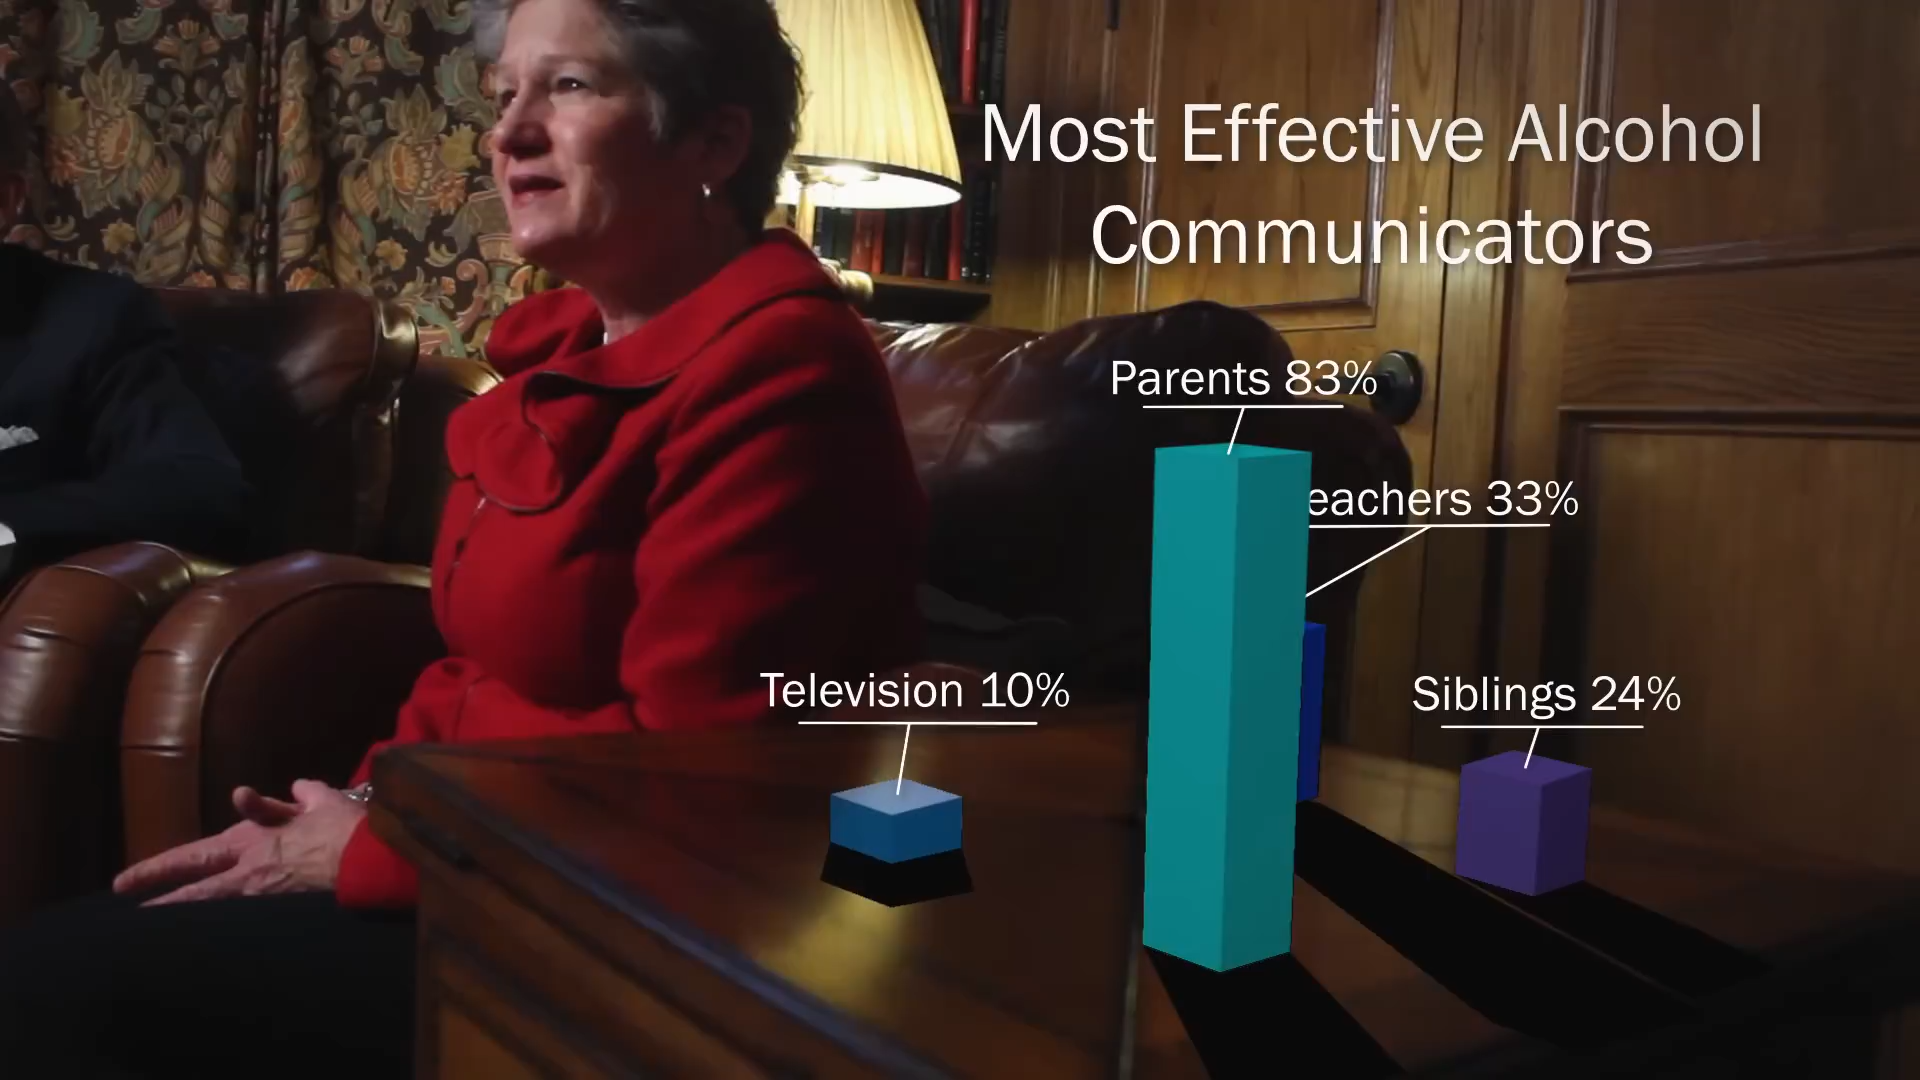 Most Effective Alcohol
Communicators
Parents 83%
eachers 33%
Television 10%
Siblings 24%